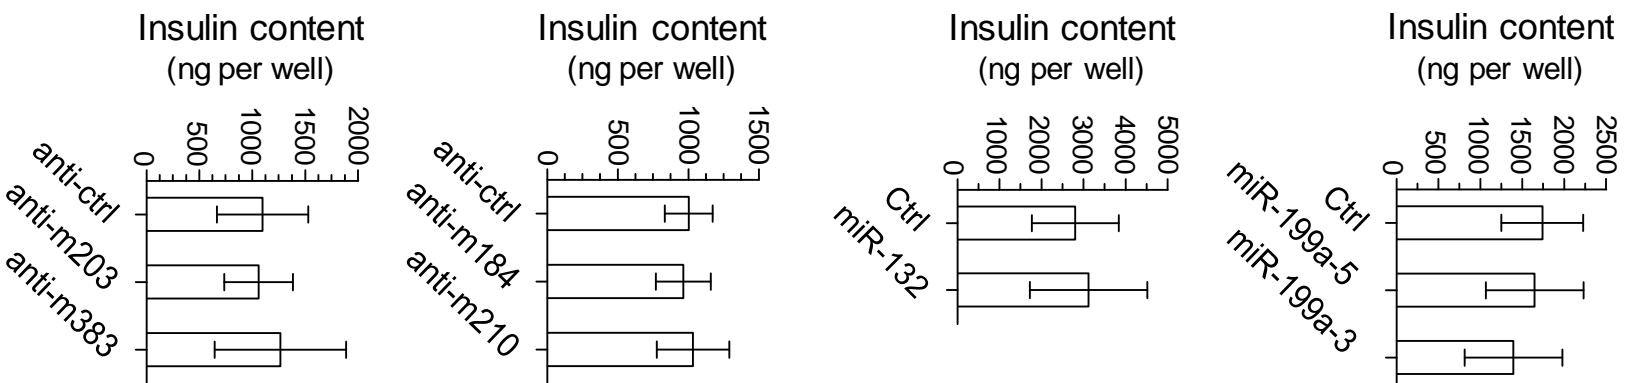 Insulin content
(ng per well)
0
500
1000
1500
2000
anti-ctrl
anti-m203
anti-m383
Insulin content
(ng per well)
0
500
1000
1500
anti-ctrl
anti-m184
anti-m210
Insulin content
(ng per well)
0
1000
2000
3000
4000
5000
Ctrl
miR-132
Insulin content
(ng per well)
0
500
1000
1500
2000
2500
Ctrl
miR-199a-5
miR-199a-3